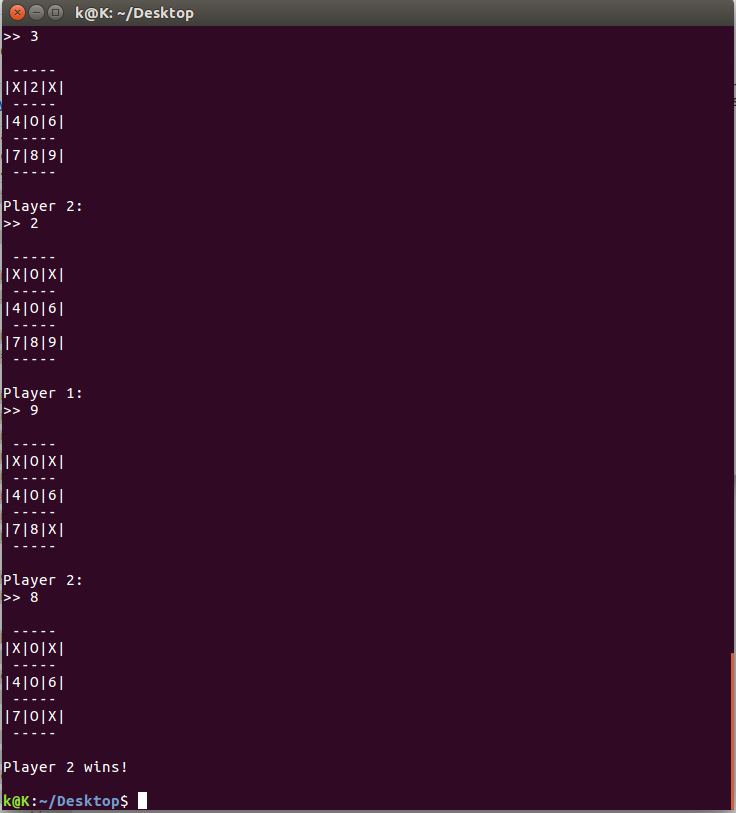 k@K: ~/Desktop
>> 3
 -----
|X|2|X|
 -----
|4|O|6|
 -----
|7|8|9|
 -----
Player 2:
>> 2
 -----
|X|O|X|
 -----
|4|O|6|
 -----
|7|8|9|
 -----
Player 1:
>> 9
 -----
|X|O|X|
 -----
|4|O|6|
 -----
|7|8|X|
 -----
Player 2:
>> 8
 -----
|X|O|X|
 -----
|4|O|6|
 -----
|7|O|X|
 -----
Player 2 wins!
k@K:~/Desktop$